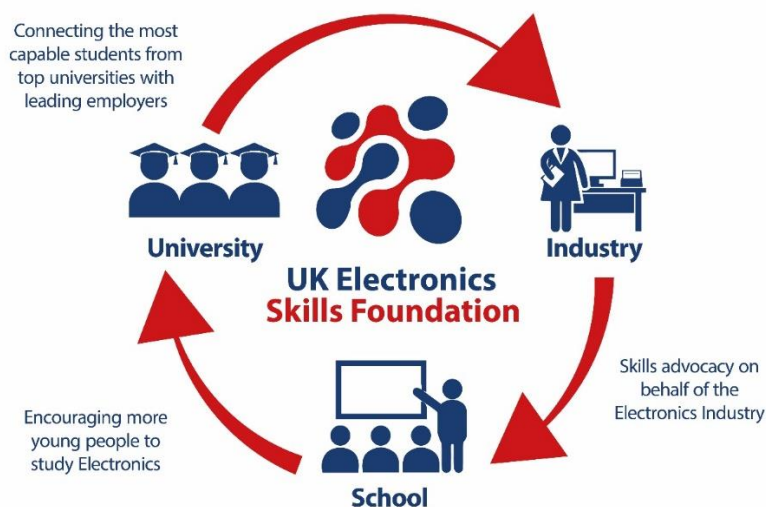 Connecting the most
capable students from
top universities with
leading employers
University
Industry
UK Electronics
Skills Foundation
Skills advocacy on
behalf of the
Electronics Industry
Encouraging more
young people to
study Electronics
School